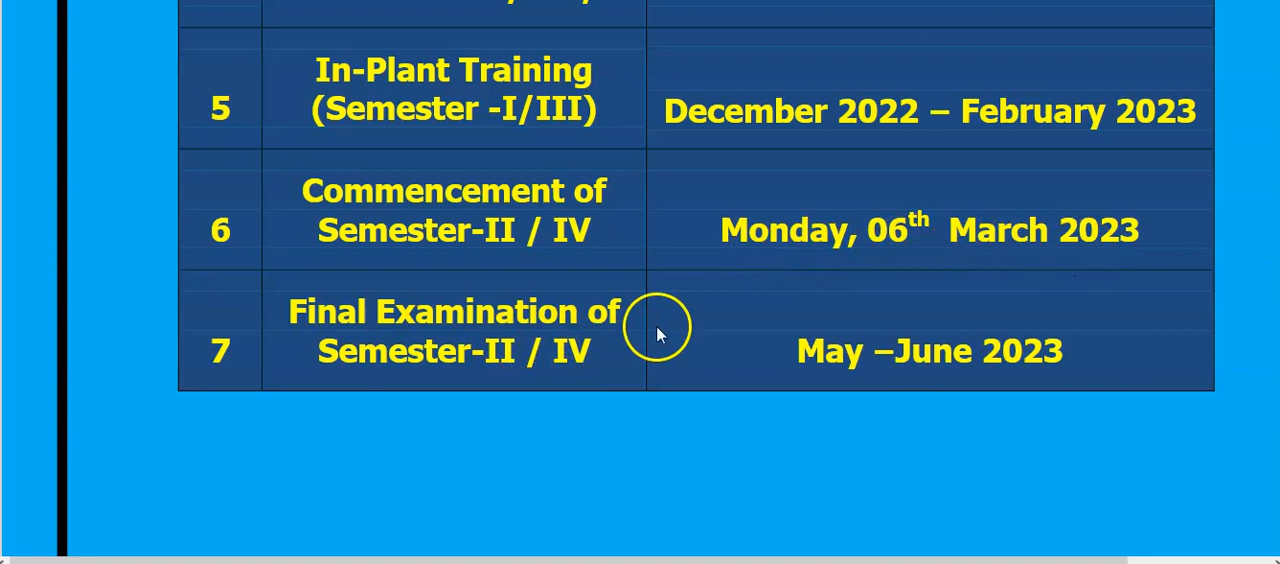 In-Plant Training
5 (Semester -I/III) December 2022 – February 2023
Commencement of
6 Semester-II / IV Monday, 06th March 2023
Final Examination of
7 Semester-II / IV May –June 2023